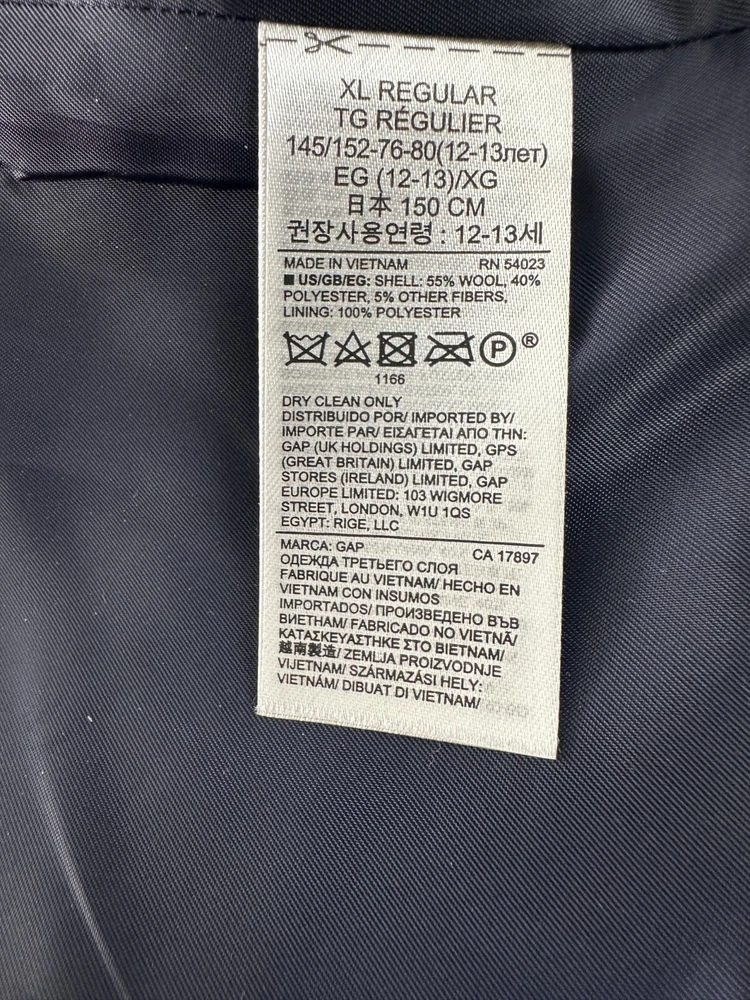 XL REGULAR
TG RÉGULIER
145/152-76-80(12-13лет)
EG (12-13)/XG
日本 150 CM
권장사용연령 : 12-13세
MADE IN VIETNAM RN 54023
■ US/GB/EG: SHELL: 55% WOOL, 40%
POLYESTER, 5% OTHER FIBERS,
LINING: 100% POLYESTER
P ®
1166
DRY CLEAN ONLY
DISTRIBUIDO POR/ IMPORTED BY/
IMPORTE PAR/ ΕΙΣΑΓΕΤΑΙ ΑΠΟ ΤΗΝ:
GAP (UK HOLDINGS) LIMITED, GPS
(GREAT BRITAIN) LIMITED, GAP
STORES (IRELAND) LIMITED, GAP
EUROPE LIMITED: 103 WIGMORE
STREET, LONDON, W1U 1QS
EGYPT: RIGE, LLC
MARCA: GAP CA 17897
ОДЕЖДА ТРЕТЬЕГО СЛОЯ
FABRIQUE AU VIETNAM/ HECHO EN
VIETNAM CON INSUMOS
IMPORTADOS/ ПРОИЗВЕДЕНО ВЪВ
ВИЕТНАМ/ FABRICADO NO VIETNÃ/
ΚΑΤΑΣΚΕΥΑΣΤΗΚΕ ΣΤΟ ΒΙΕΤΝΑΜ/
越南製造/ ZEMLJA PROIZVODNJE
VIJETNAM/ SZÁRMAZÁSI HELY:
VIETNÁM/ DIBUAT DI VIETNAM/